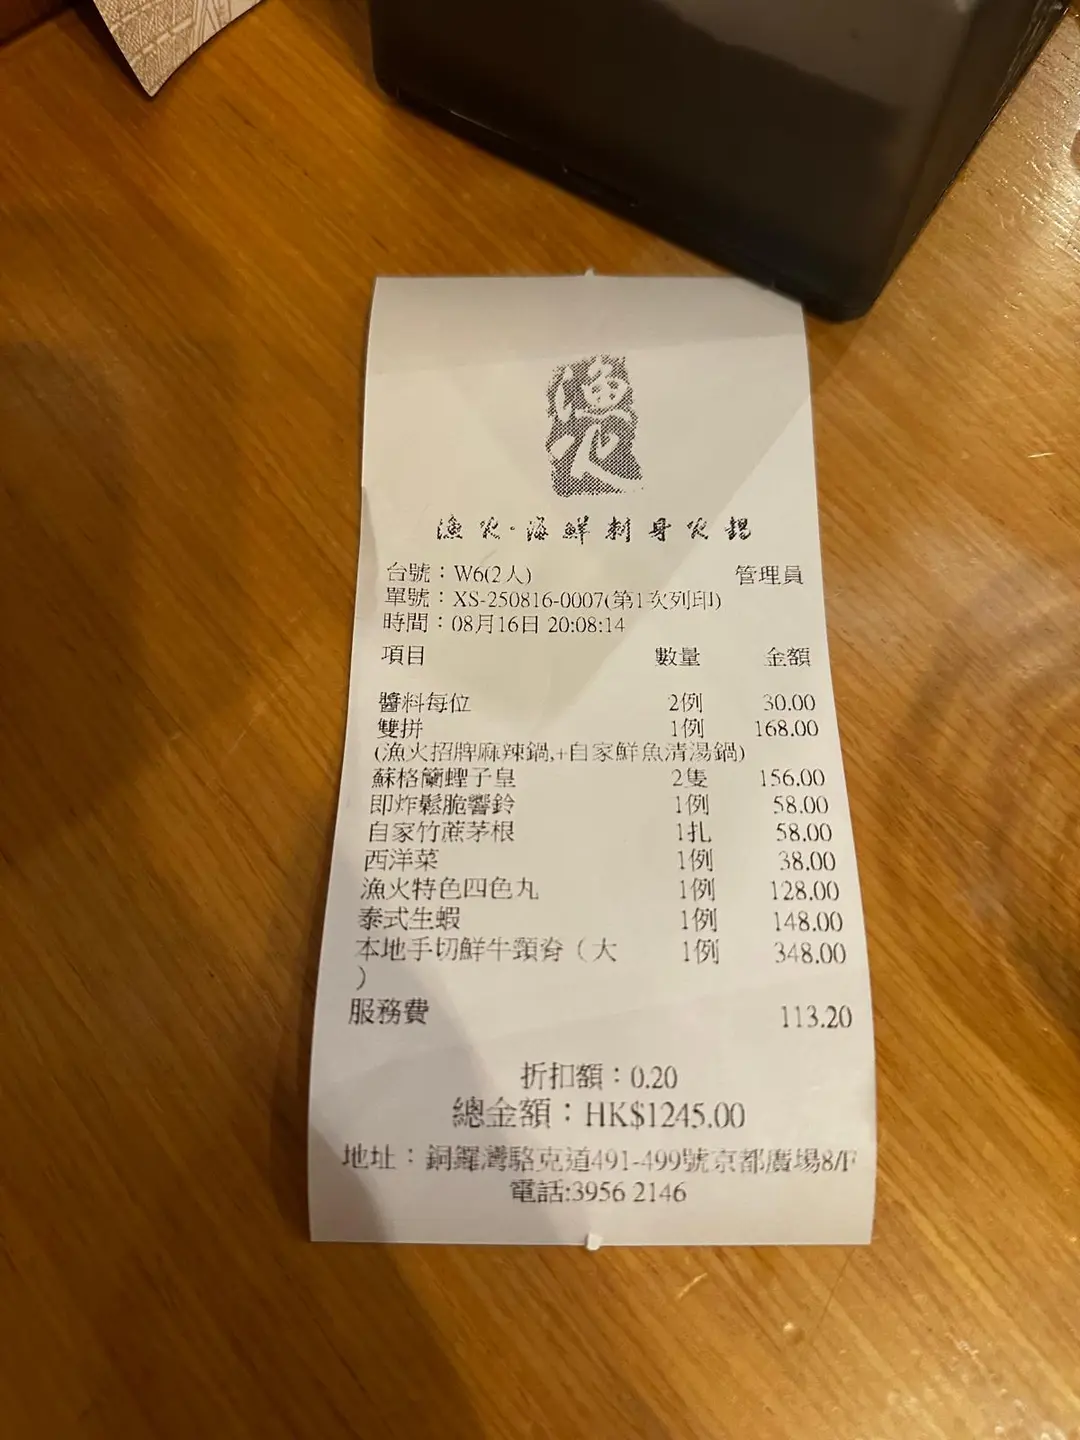 漁火
漁火·海鮮刺身火鍋
台號：W6(2人) 管理員
單號：XS-250816-0007(第1次列印)
時間：08月16日 20:08:14
項目 數量 金額
醬料每位 2例 30.00
雙拼 1例 168.00
(漁火招牌麻辣鍋,+自家鮮魚清湯鍋)
蘇格蘭蟶子皇 2隻 156.00
即炸鬆脆響鈴 1例 58.00
自家竹蔗茅根 1扎 58.00
西洋菜 1例 38.00
漁火特色四色丸 1例 128.00
泰式生蝦 1例 148.00
本地手切鮮牛頸脊（大 1例 348.00
）
服務費 113.20
折扣額：0.20
總金額：HK$1245.00
地址：銅鑼灣駱克道491-499號京都廣場8/F
電話:3956 2146